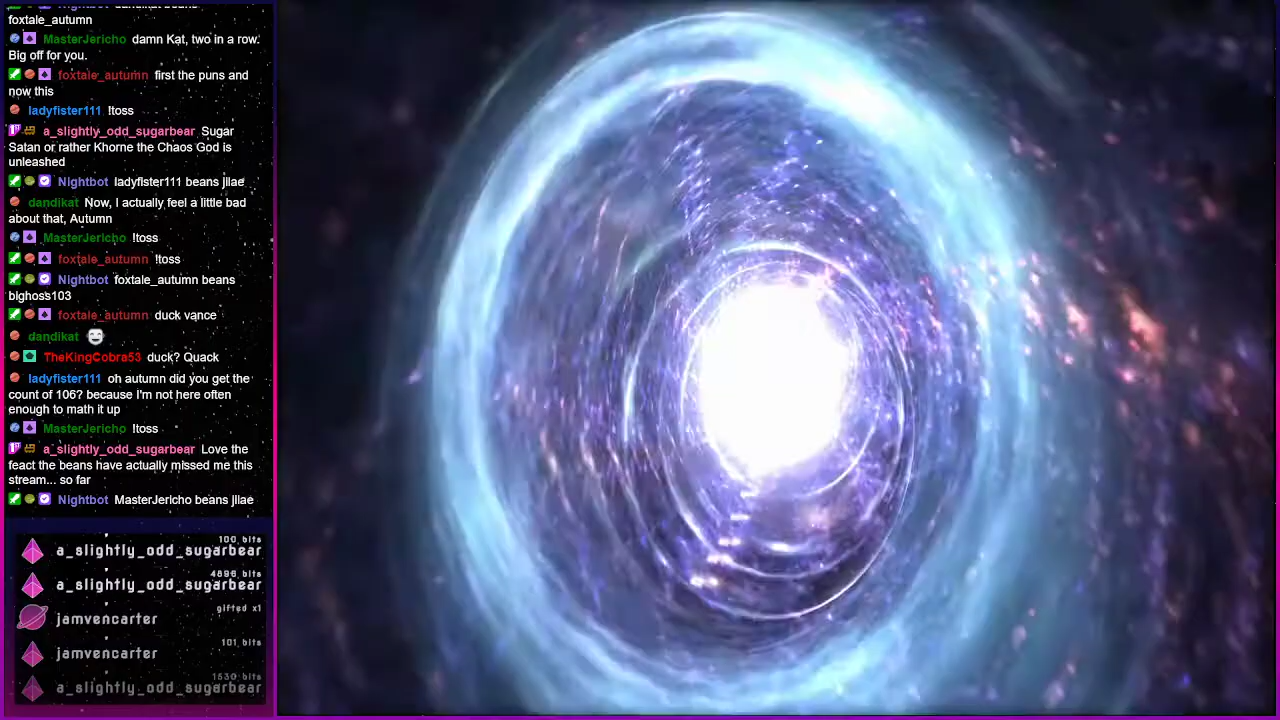 foxtale_autumn
MasterJericho damn Kat, two in a row.
Big off for you.
foxtale_autumn first the puns and
now this
ladyfister111 !toss
a_slightly_odd_sugarbear Sugar
Satan or rather Khorne the Chaos God is
unleashed
Nightbot ladyfister111 beans jllae
dandikat Now, I actually feel a little bad
about that, Autumn
MasterJericho !toss
foxtale_autumn !toss
Nightbot foxtale_autumn beans
bighoss103
foxtale_autumn duck vance
dandikat
TheKingCobra53 duck? Quack
ladyfister111 oh autumn did you get the
count of 106? because I'm not here often
enough to math it up
MasterJericho !toss
a_slightly_odd_sugarbear Love the
feact the beans have actually missed me this
stream... so far
Nightbot MasterJericho beans jllae
100 bits
a_slightly_odd_sugarbear
4896 bits
a_slightly_odd_sugarbear
gifted x1
jamvencarter
101 bits
jamvencarter
1530 bits
a_slightly_odd_sugarbear